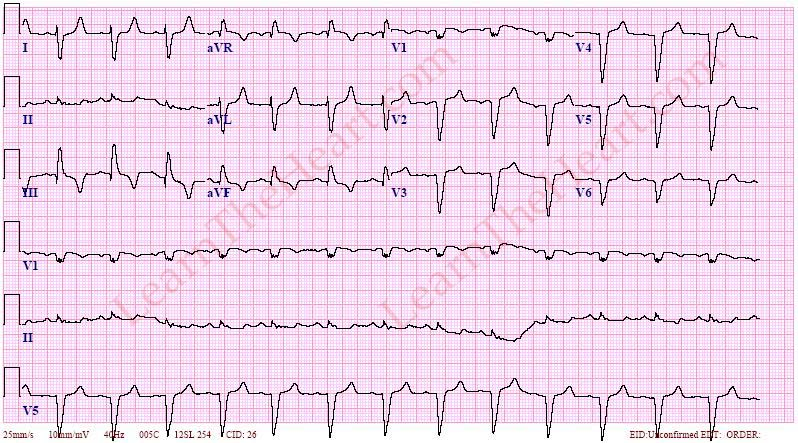 I aVR V1 V4
II aVL V2 V5
III aVF V3 V6
V1
II
V5
25mm/s 10mm/mV 40Hz 005C 12SL 254 CID: 26 EID:Unconfirmed EDT: ORDER:
LearnTheHeart.com
LearnTheHeart.com